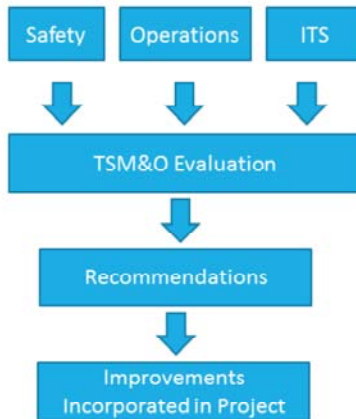 Safety
Operations
ITS
TSM&O Evaluation
Recommendations
Improvements
Incorporated in Project